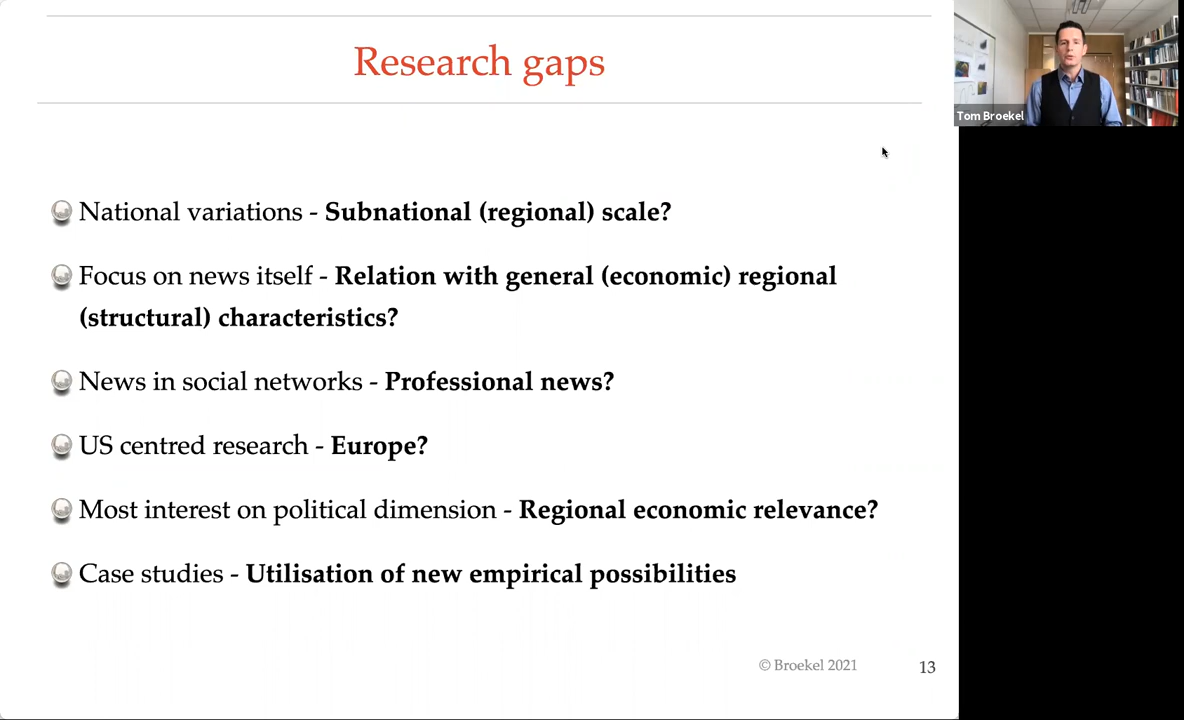 Research gaps
Tom Broekel
National variations - Subnational (regional) scale?
Focus on news itself - Relation with general (economic) regional
(structural) characteristics?
News in social networks - Professional news?
US centred research - Europe?
Most interest on political dimension - Regional economic relevance?
Case studies - Utilisation of new empirical possibilities
© Broekel 2021
13